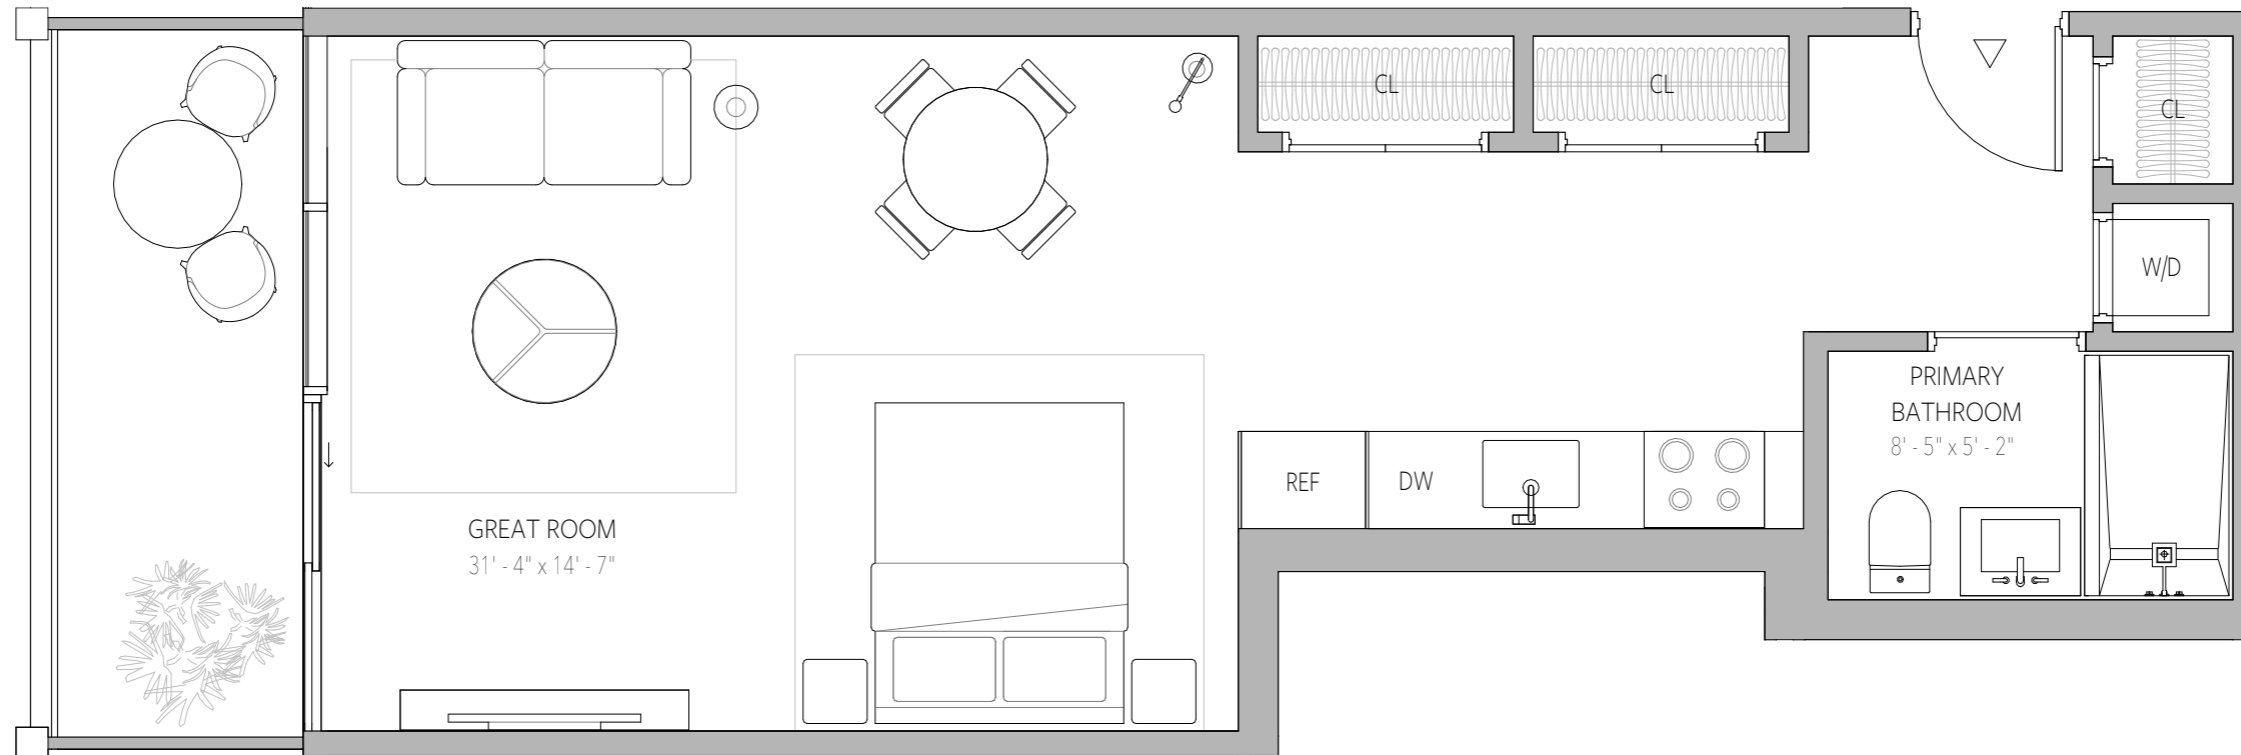 CL
CL
CL
W/D
PRIMARY
BATHROOM
8' - 5" x 5' - 2"
REF
DW
GREAT ROOM
31' - 4" x 14' - 7"